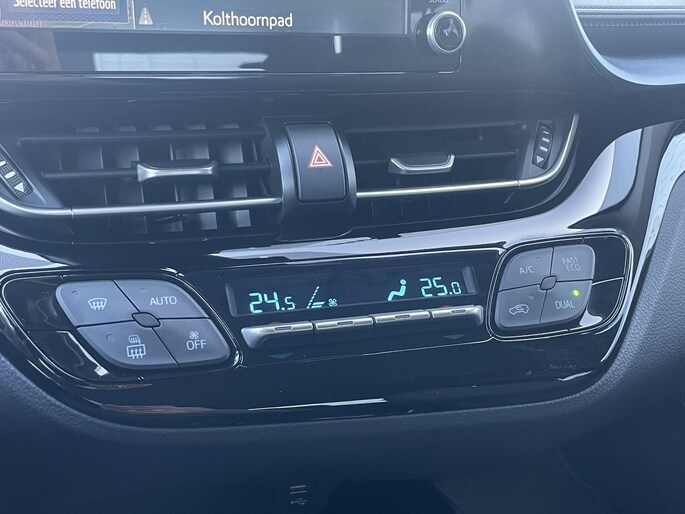 Selecteer een telefoon
Kolthoornpad
24.5
25.0
AUTO
OFF
A/C
FAST
ECO
DUAL